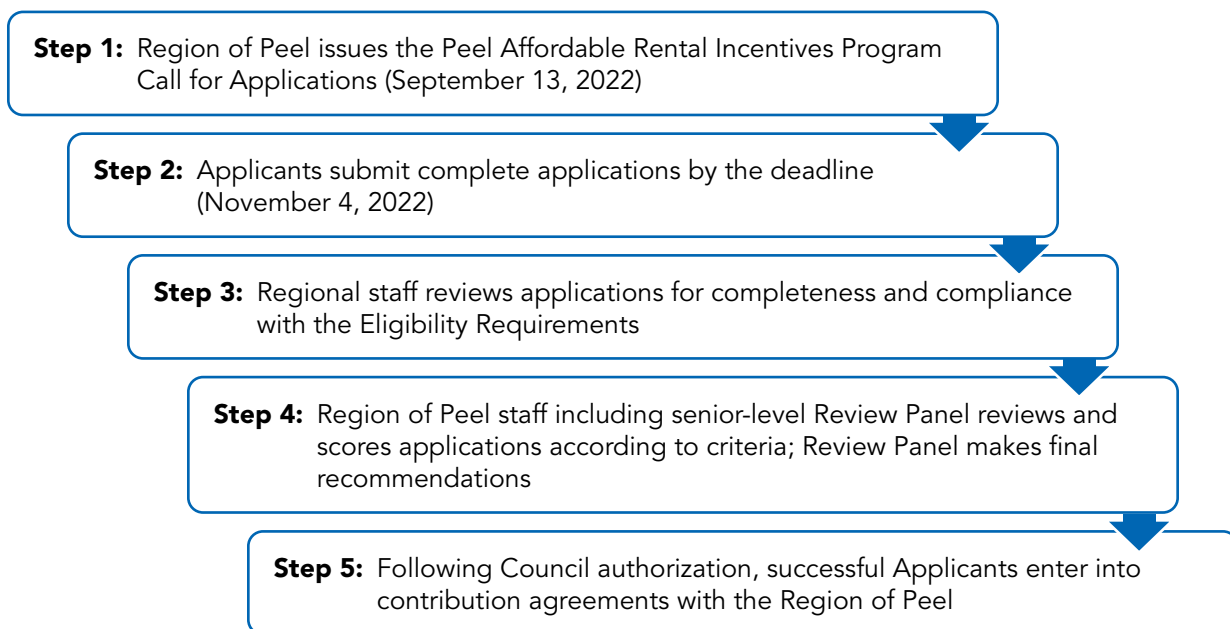 Step 1: Region of Peel issues the Peel Affordable Rental Incentives Program
Call for Applications (September 13, 2022)
Step 2: Applicants submit complete applications by the deadline
(November 4, 2022)
Step 3: Regional staff reviews applications for completeness and compliance
with the Eligibility Requirements
Step 4: Region of Peel staff including senior-level Review Panel reviews and
scores applications according to criteria; Review Panel makes final
recommendations
Step 5: Following Council authorization, successful Applicants enter into
contribution agreements with the Region of Peel